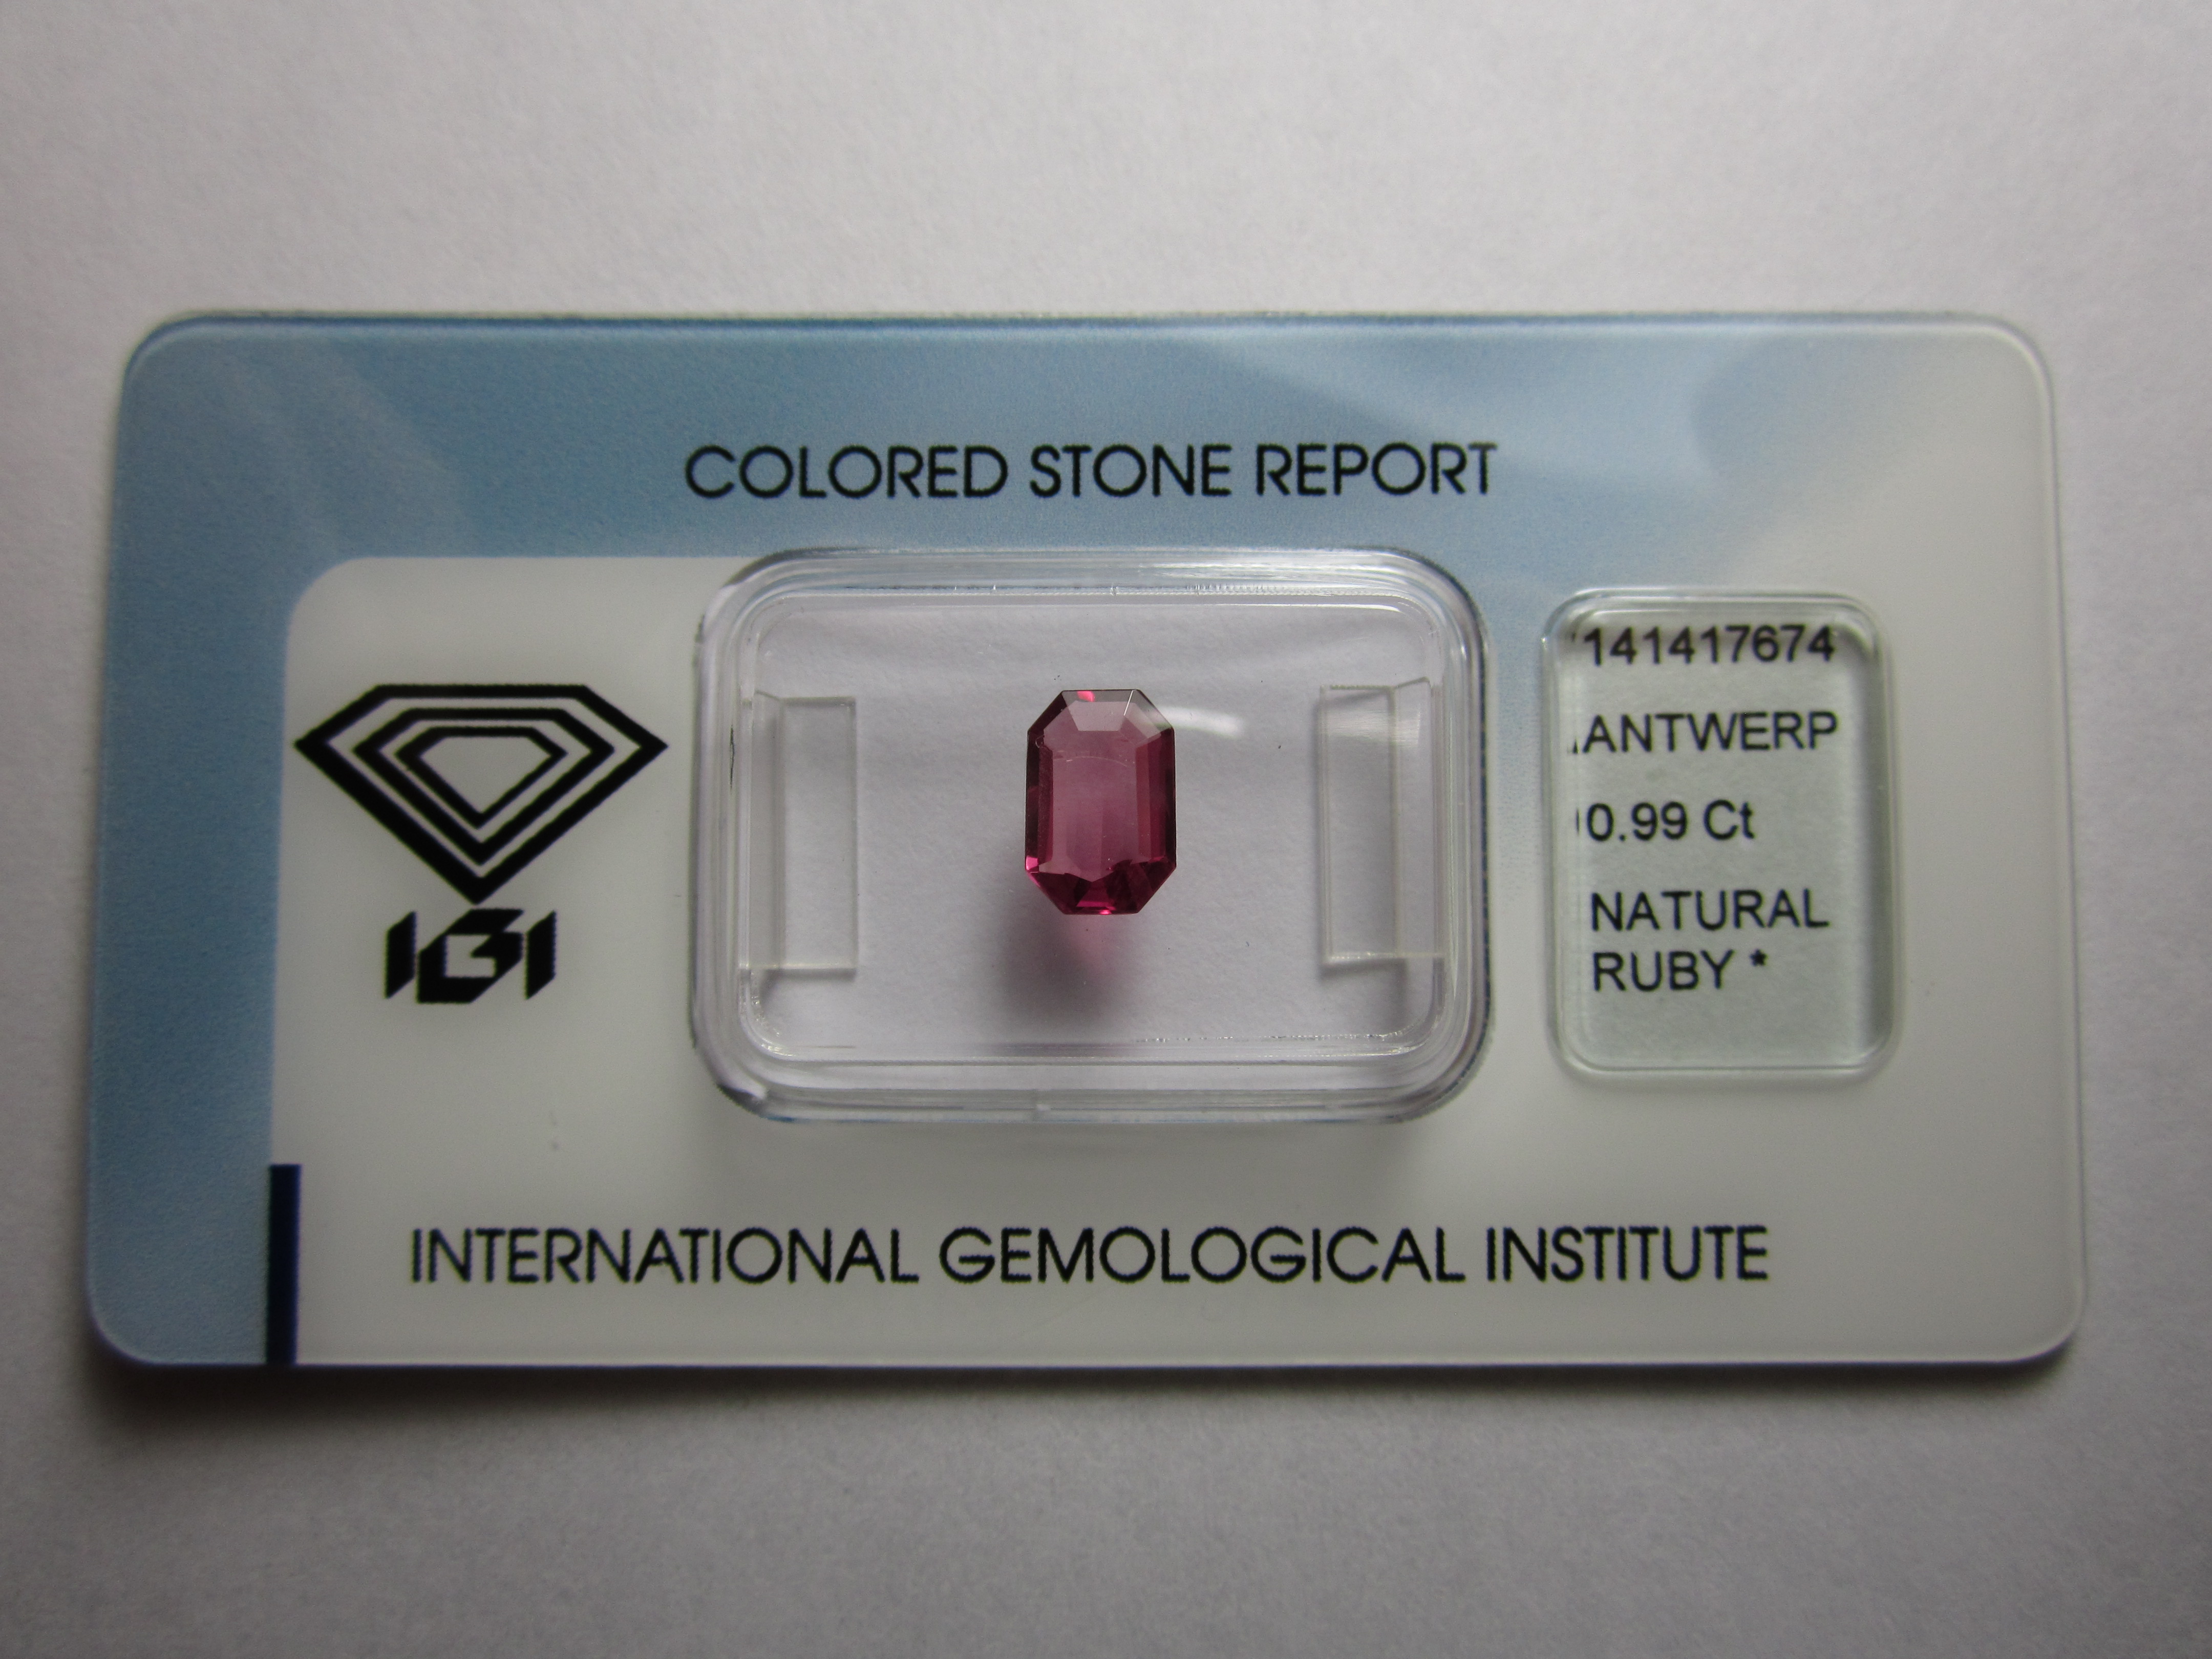 COLORED STONE REPORT
IGI
141417674
ANTWERP
0.99 Ct
NATURAL
RUBY *
INTERNATIONAL GEMOLOGICAL INSTITUTE